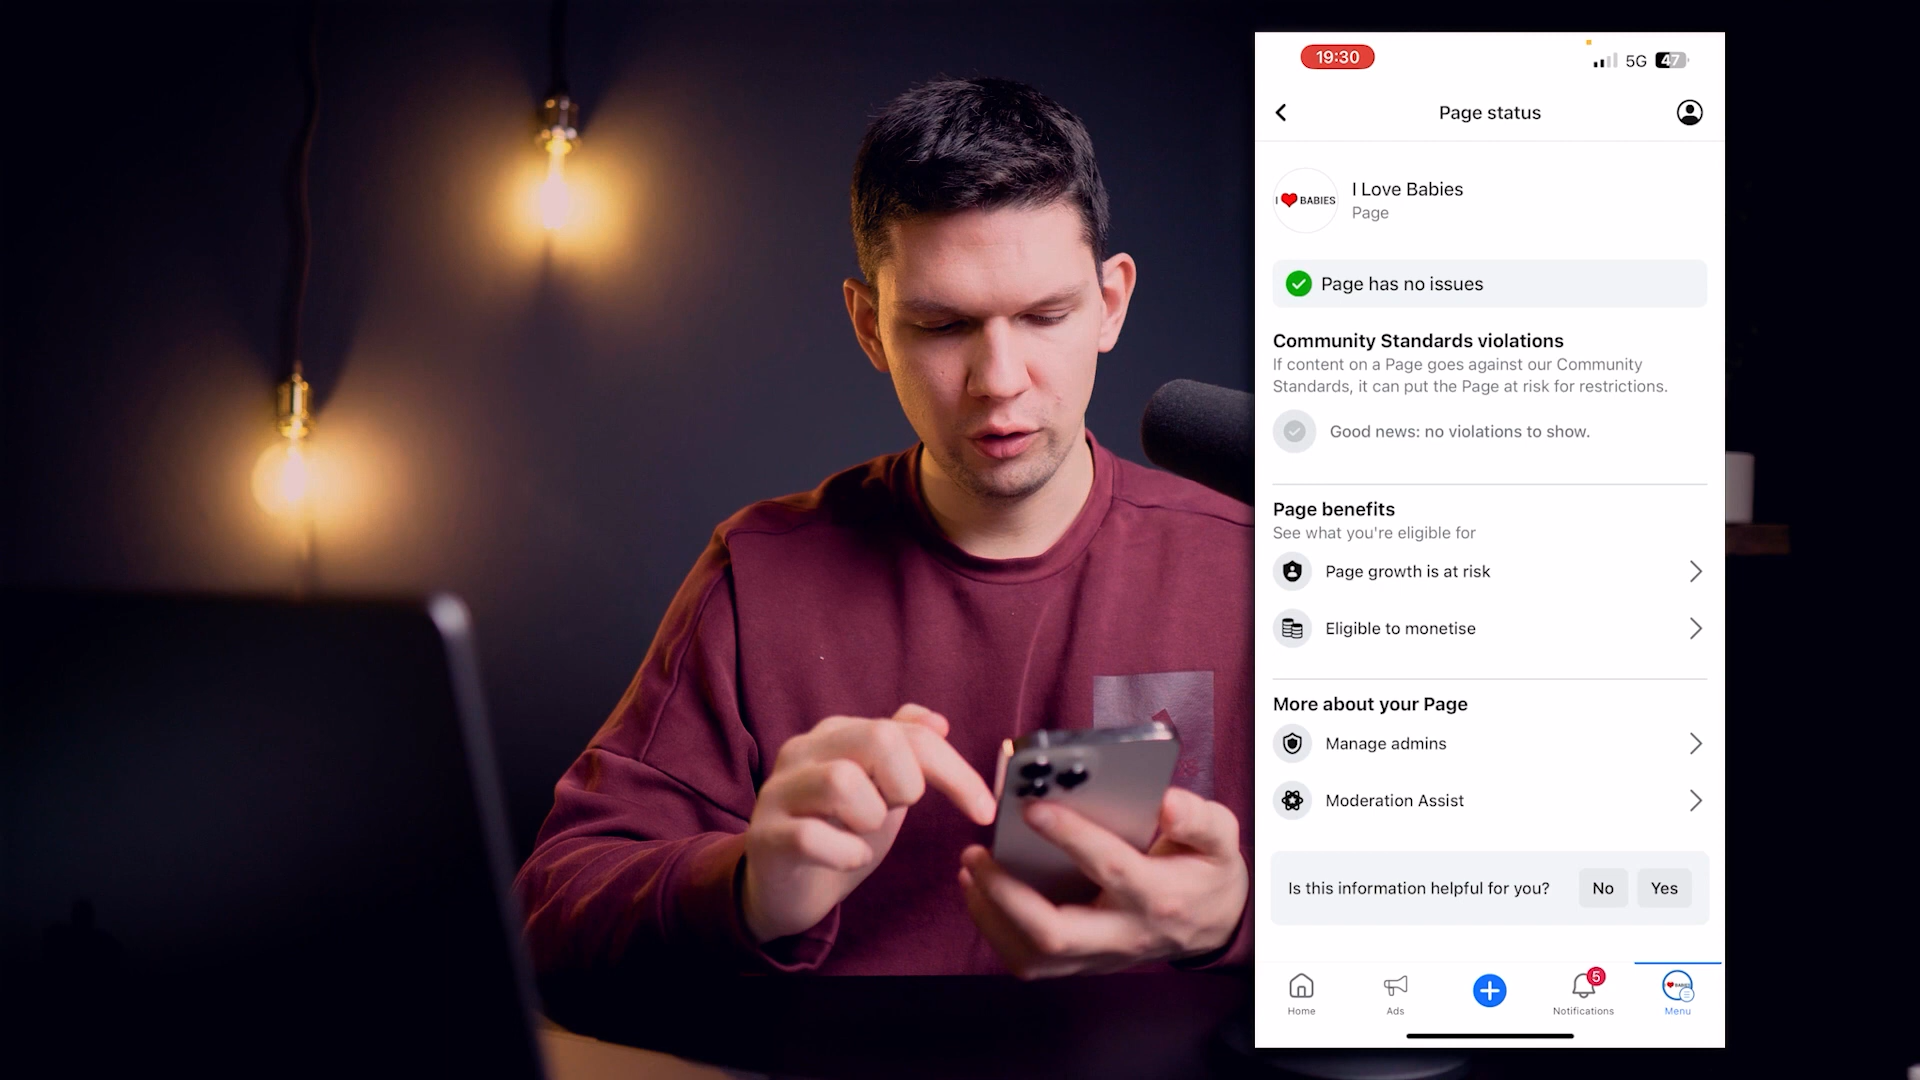 19:30
5G 47
Page status
I ❤ BABIES
I Love Babies
Page
Page has no issues
Community Standards violations
If content on a Page goes against our Community
Standards, it can put the Page at risk for restrictions.
Good news: no violations to show.
Page benefits
See what you're eligible for
Page growth is at risk
Eligible to monetise
More about your Page
Manage admins
Moderation Assist
Is this information helpful for you? No Yes
5
Home Ads Notifications Menu